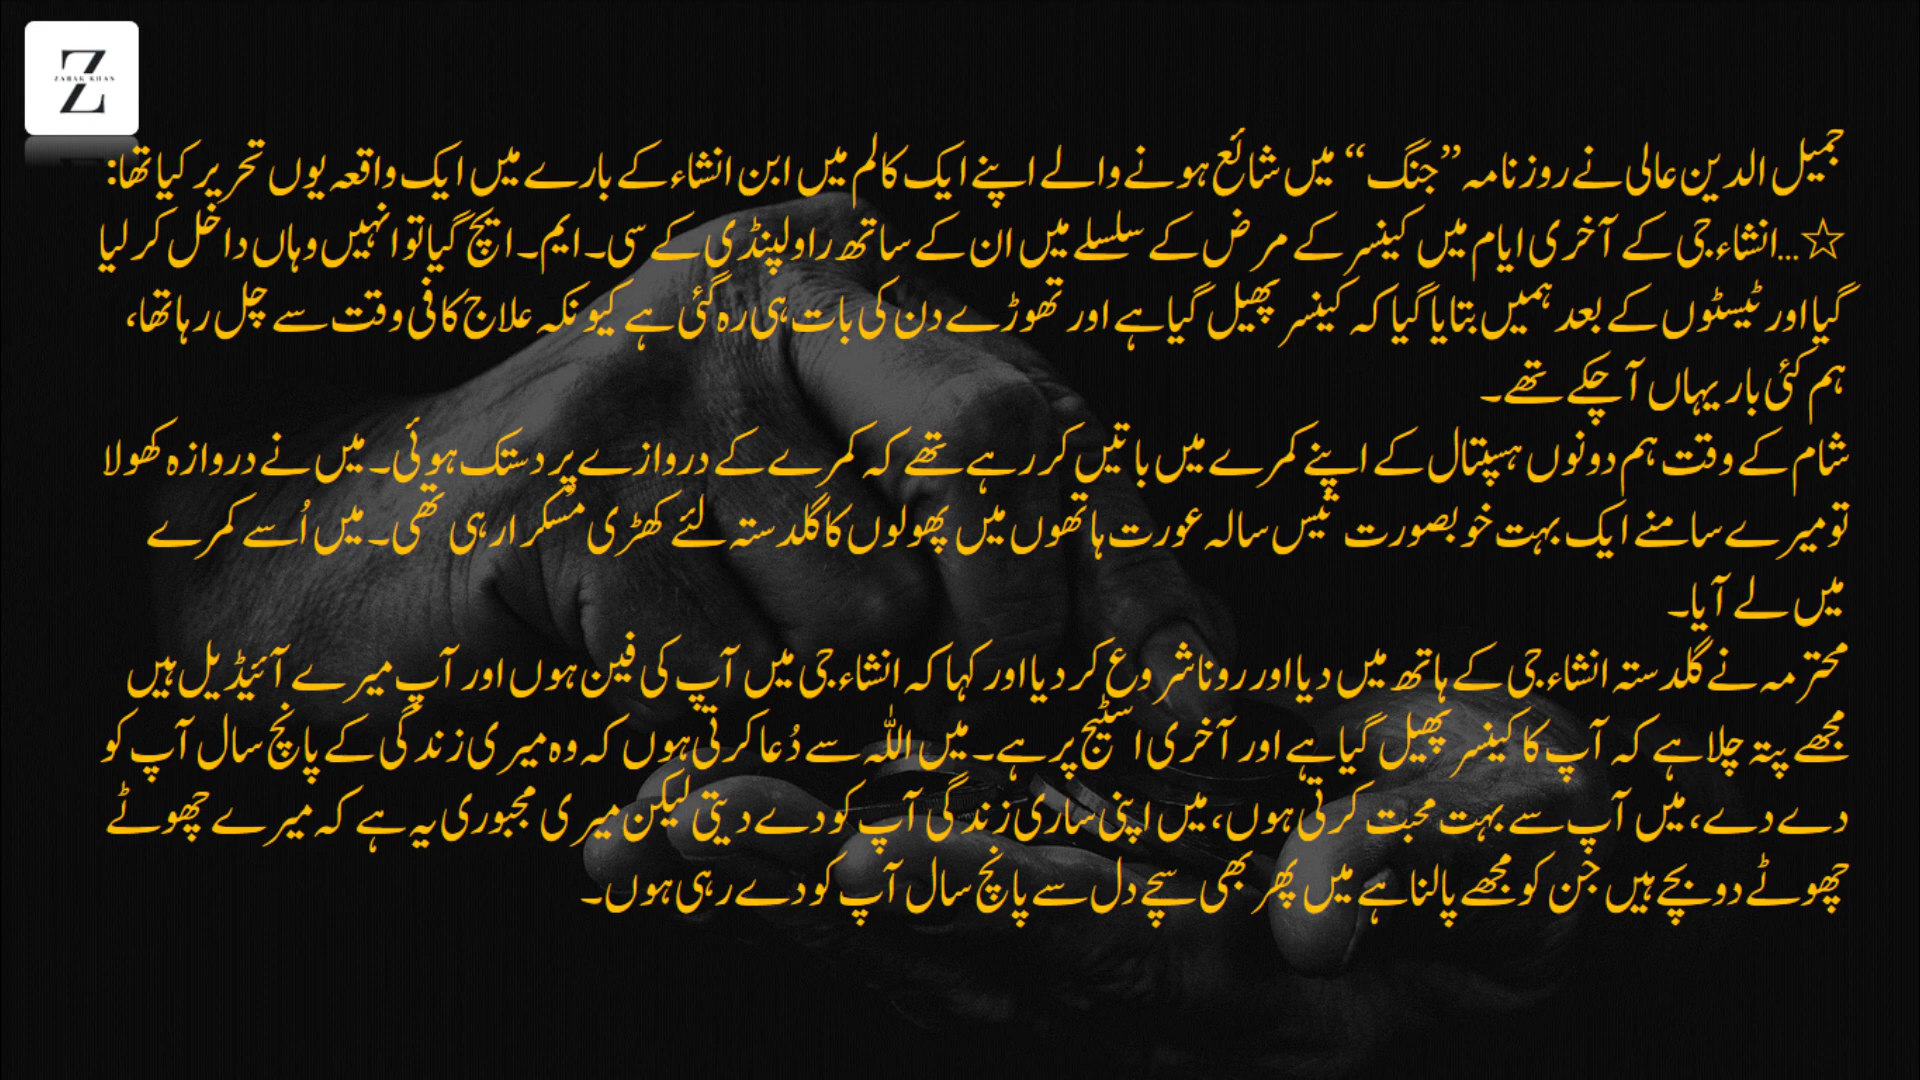 Z
ZARAK KHAN
Z
جمیل الدین عالی نے روزنامہ ”جنگ“ میں شائع ہونے والے اپنے ایک کالم میں ابن انشاء کے بارے میں ایک واقعہ یوں تحریر کیا تھا:
☆…انشاء جی کے آخری ایام میں کینسر کے مرض کے سلسلے میں ان کے ساتھ راولپنڈی کے سی۔ایم۔ایچ گیا تو انہیں وہاں داخل کر لیا
گیا اور ٹیسٹوں کے بعد ہمیں بتایا گیا کہ کینسر پھیل گیا ہے اور تھوڑے دن کی بات ہی رہ گئی ہے کیونکہ علاج کافی وقت سے چل رہا تھا،
ہم کئی بار یہاں آ چکے تھے۔
شام کے وقت ہم دونوں ہسپتال کے اپنے کمرے میں باتیں کر رہے تھے کہ کمرے کے دروازے پر دستک ہوئی۔ میں نے دروازہ کھولا
تو میرے سامنے ایک بہت خوبصورت تیس سالہ عورت ہاتھوں میں پھولوں کا گلدستہ لئے کھڑی مُسکرا رہی تھی۔ میں اُسے کمرے
میں لے آیا۔
محترمہ نے گلدستہ انشاء جی کے ہاتھ میں دیا اور رونا شروع کر دیا اور کہا کہ انشاء جی میں آپ کی فین ہوں اور آپ میرے آئیڈیل ہیں
مجھے پتہ چلا ہے کہ آپ کا کینسر پھیل گیا ہے اور آخری اسٹیج پر ہے۔ میں اللہ سے دُعا کرتی ہوں کہ وہ میری زندگی کے پانچ سال آپ کو
دے دے، میں آپ سے بہت محبت کرتی ہوں، میں اپنی ساری زندگی آپ کو دے دیتی لیکن میری مجبوری یہ ہے کہ میرے چھوٹے
چھوٹے دو بچے ہیں جن کو مجھے پالنا ہے میں پھر بھی سچے دل سے پانچ سال آپ کو دے رہی ہوں۔